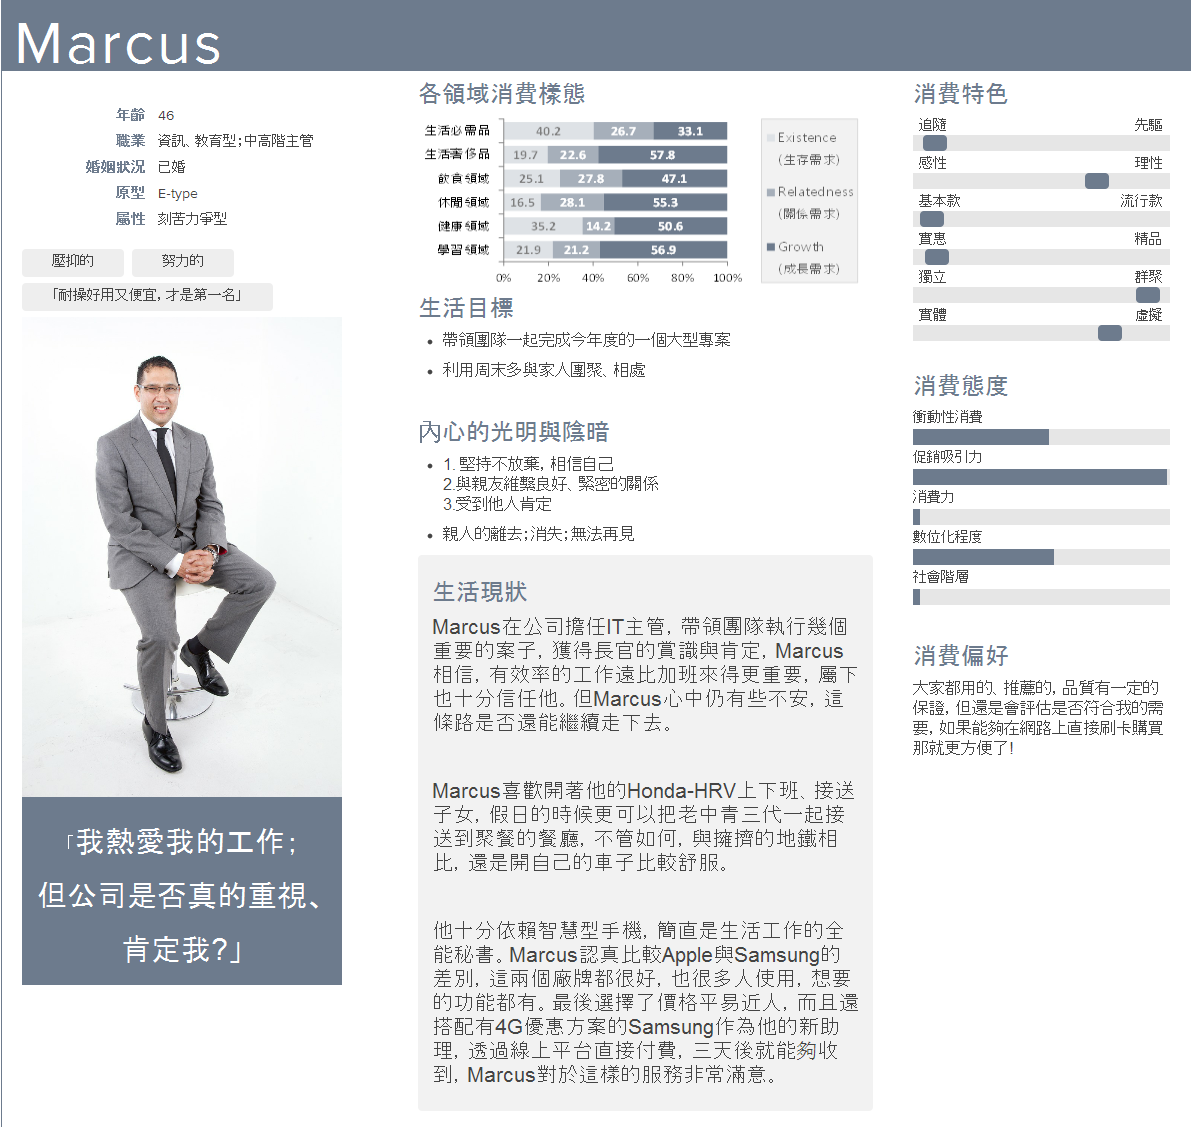 Marcus
年齡 46
職業 資訊、教育型;中高階主管
婚姻狀況 已婚
原型 E-type
屬性 刻苦力爭型
壓抑的 努力的
「耐操好用又便宜, 才是第一名」
「我熱愛我的工作;
但公司是否真的重視、
肯定我?」
各領域消費樣態
生活必需品 40.2 26.7 33.1
生活奢侈品 19.7 22.6 57.8
飲食領域 25.1 27.8 47.1
休閒領域 16.5 28.1 55.3
健康領域 35.2 14.2 50.6
學習領域 21.9 21.2 56.9
0% 20% 40% 60% 80% 100%
Existence
(生存需求)
Relatedness
(關係需求)
Growth
(成長需求)
生活目標
• 帶領團隊一起完成今年度的一個大型專案
• 利用周末多與家人團聚、相處
內心的光明與陰暗
• 1. 堅持不放棄, 相信自己
2.與親友維繫良好、緊密的關係
3.受到他人肯定
• 親人的離去;消失;無法再見
生活現狀
Marcus在公司擔任IT主管, 帶領團隊執行幾個
重要的案子, 獲得長官的賞識與肯定, Marcus
相信, 有效率的工作遠比加班來得更重要, 屬下
也十分信任他。但Marcus心中仍有些不安, 這
條路是否還能繼續走下去。
Marcus喜歡開著他的Honda-HRV上下班、接送
子女, 假日的時候更可以把老中青三代一起接
送到聚餐的餐廳, 不管如何, 與擁擠的地鐵相
比, 還是開自己的車子比較舒服。
他十分依賴智慧型手機, 簡直是生活工作的全
能秘書。Marcus認真比較Apple與Samsung的
差別, 這兩個廠牌都很好, 也很多人使用, 想要
的功能都有。最後選擇了價格平易近人, 而且還
搭配有4G優惠方案的Samsung作為他的新助
理, 透過線上平台直接付費, 三天後就能夠收
到, Marcus對於這樣的服務非常滿意。
消費特色
追隨 先驅
感性 理性
基本款 流行款
實惠 精品
獨立 群聚
實體 虛擬
消費態度
衝動性消費
促銷吸引力
消費力
數位化程度
社會階層
消費偏好
大家都用的、推薦的, 品質有一定的
保證, 但還是會評估是否符合我的需
要, 如果能夠在網路上直接刷卡購買
那就更方便了!